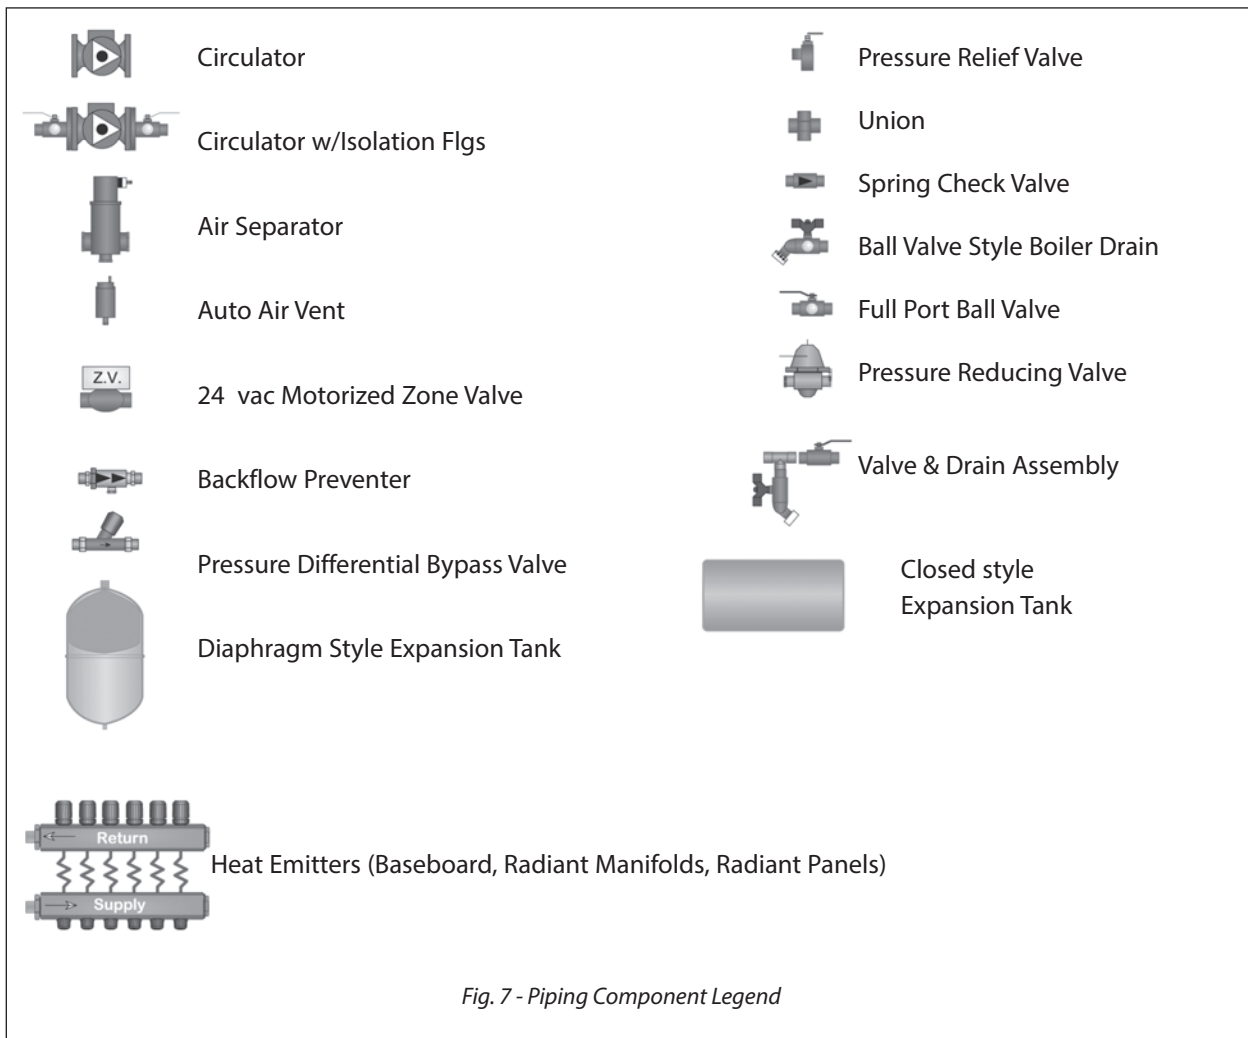 Circulator
Circulator w/Isolation Flgs
Air Separator
Auto Air Vent
Z.V.
24 vac Motorized Zone Valve
Backflow Preventer
Pressure Differential Bypass Valve
Diaphragm Style Expansion Tank
Pressure Relief Valve
Union
Spring Check Valve
Ball Valve Style Boiler Drain
Full Port Ball Valve
Pressure Reducing Valve
Valve & Drain Assembly
Closed style
Expansion Tank
Return
Heat Emitters (Baseboard, Radiant Manifolds, Radiant Panels)
Supply
Fig. 7 - Piping Component Legend